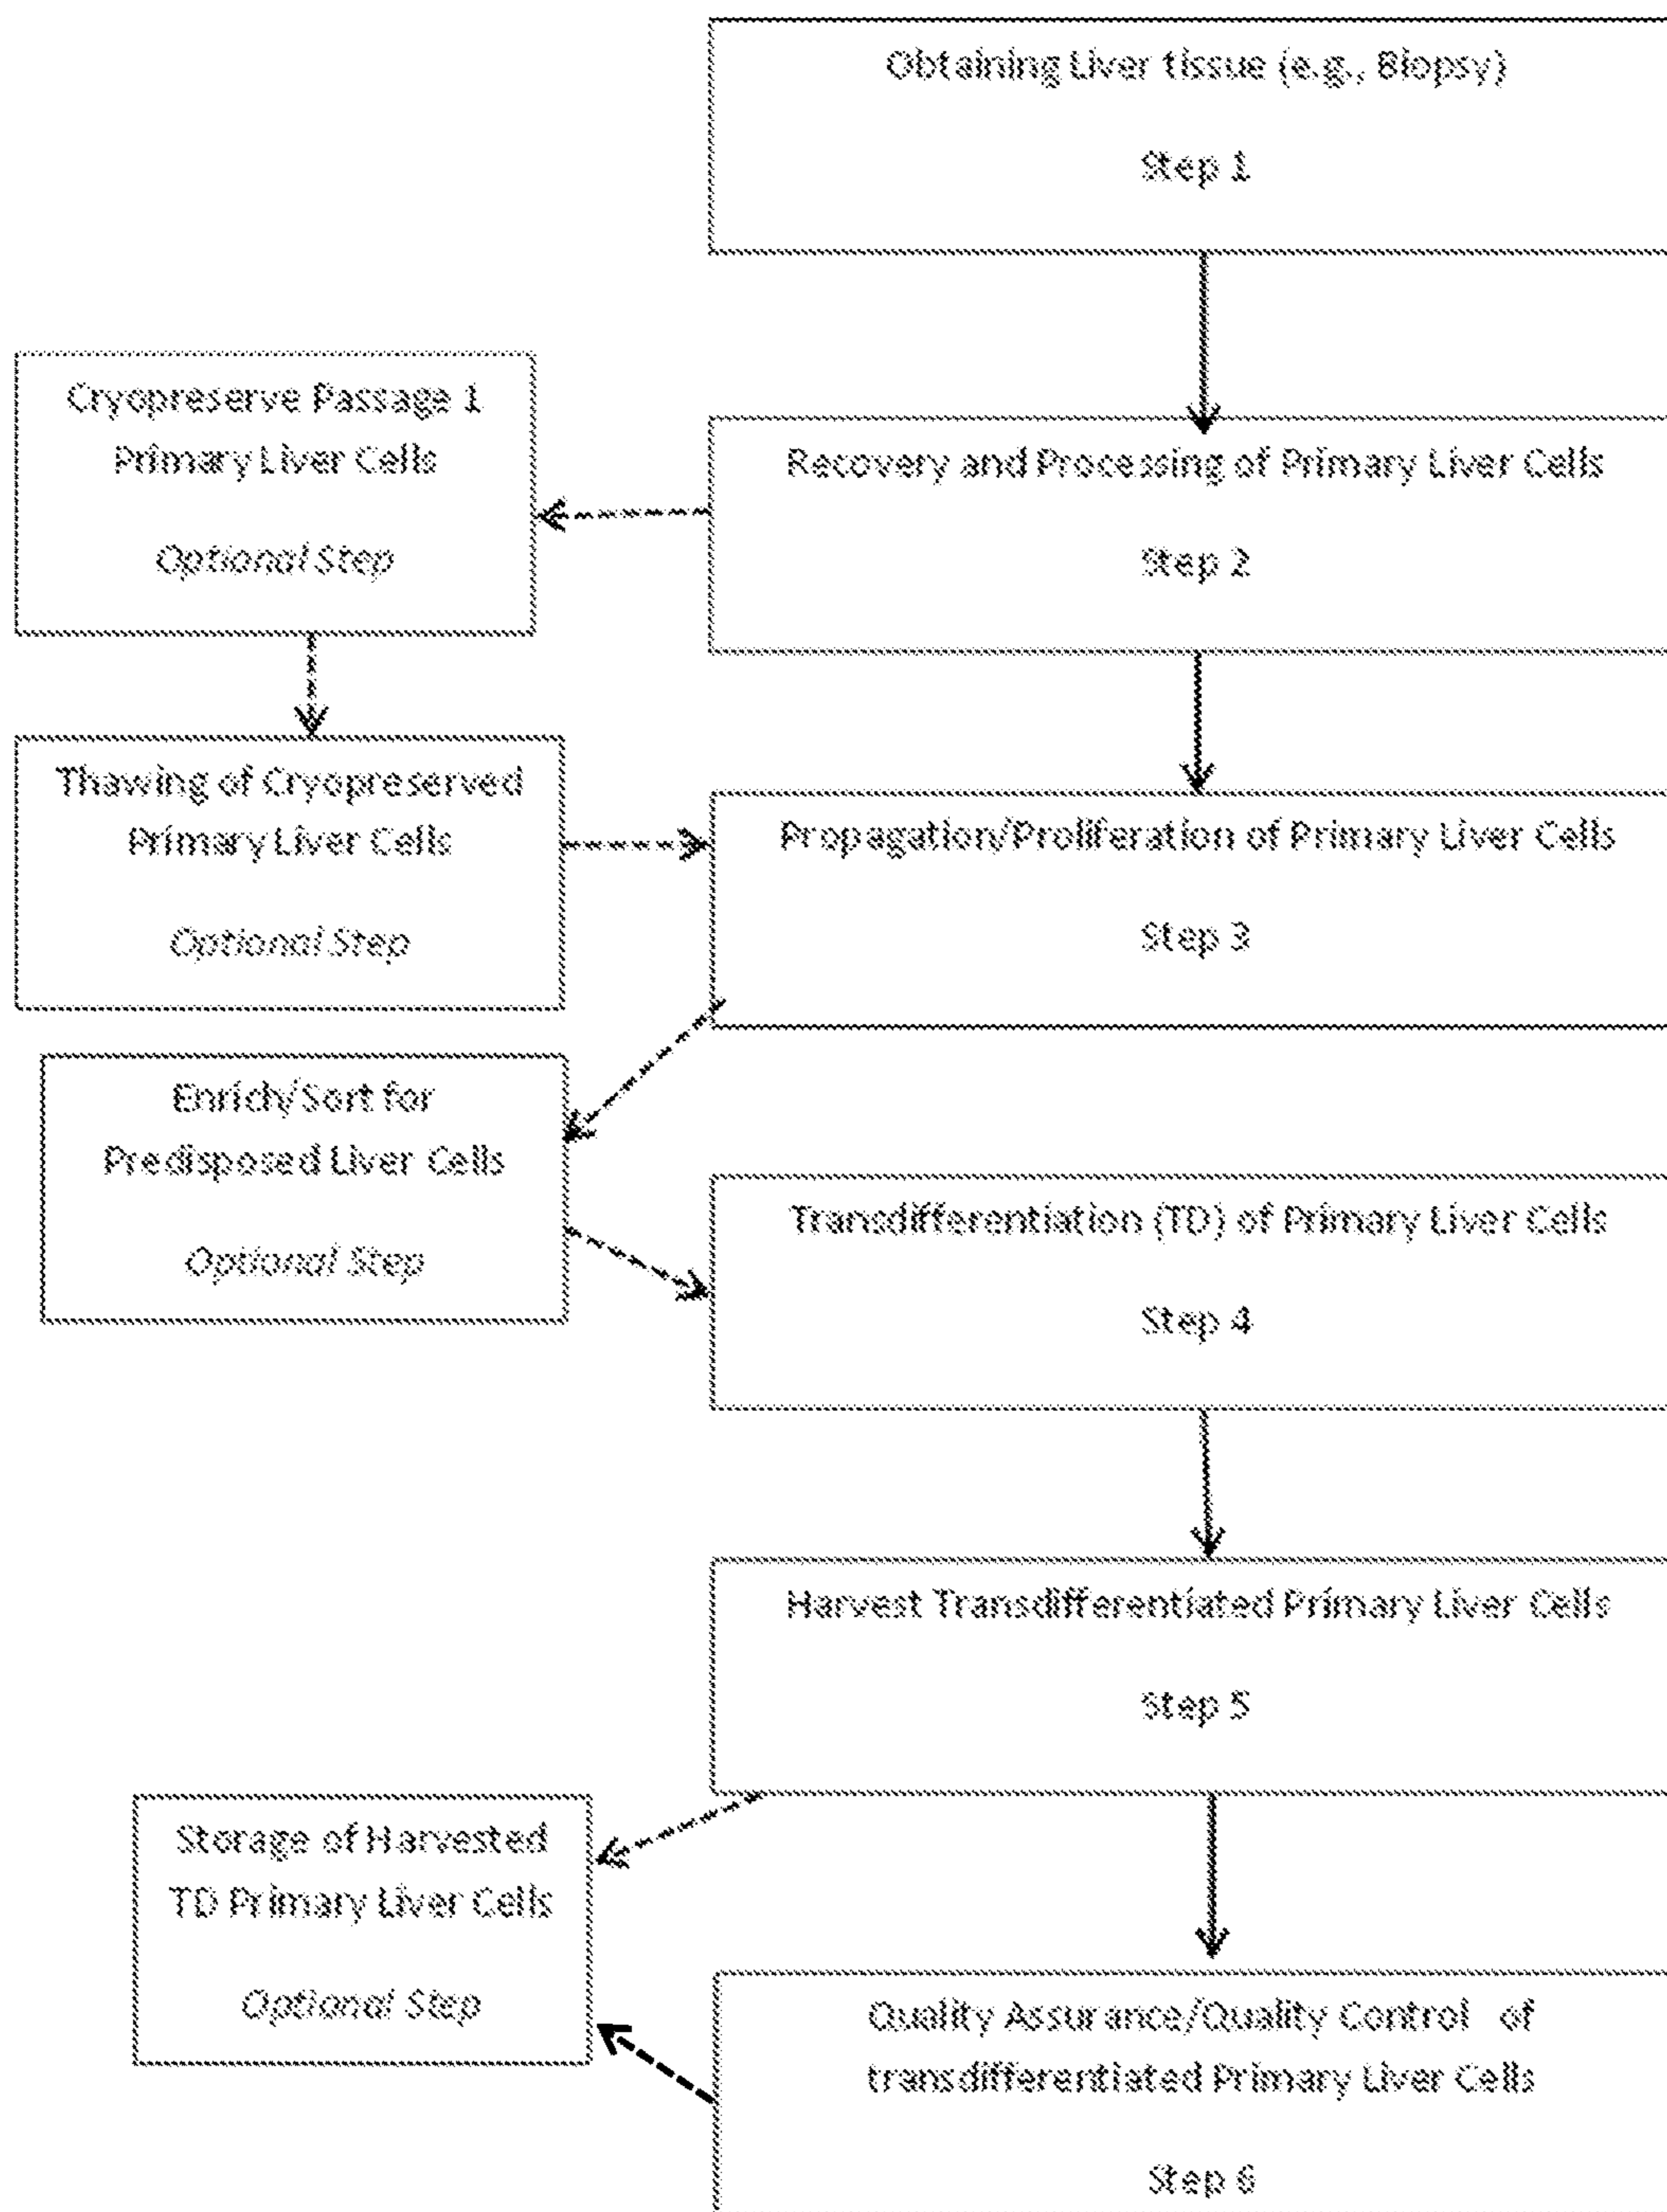 Obtaining Liver tissue (e.g., Biopsy)
Step 1
Cryopreserve Passage 1
Primary Liver Cells
Optional Step
Recovery and Processing of Primary Liver Cells
Step 2
Thawing of Cryopreserved
Primary Liver Cells
Optional Step
Propagation/Proliferation of Primary Liver Cells
Step 3
Enrich/Sort for
Predisposed Liver Cells
Optional Step
Transdifferentiation (TD) of Primary Liver Cells
Step 4
Harvest Transdifferentiated Primary Liver Cells
Step 5
Storage of Harvested
TD Primary Liver Cells
Optional Step
Quality Assurance/Quality Control of
transdifferentiated Primary Liver Cells
Step 6